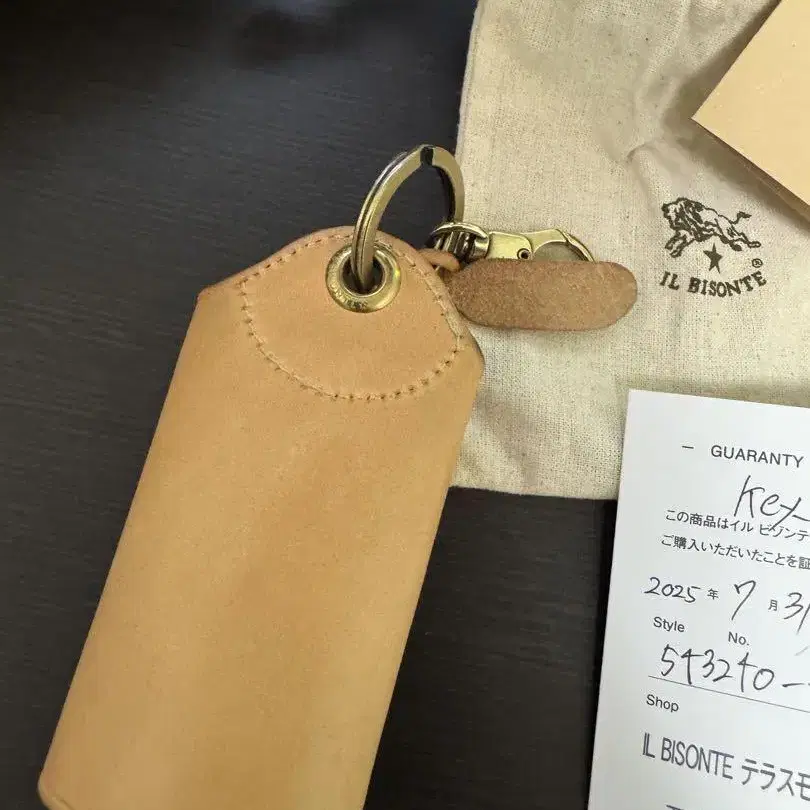 IL BISONTE®
— GUARANTY
Key
この商品はイル ビゾンテ
ご購入いただいたことを証
2025 年 7 月 31
Style
No.
543240-
Shop
IL BISONTE テラスモ